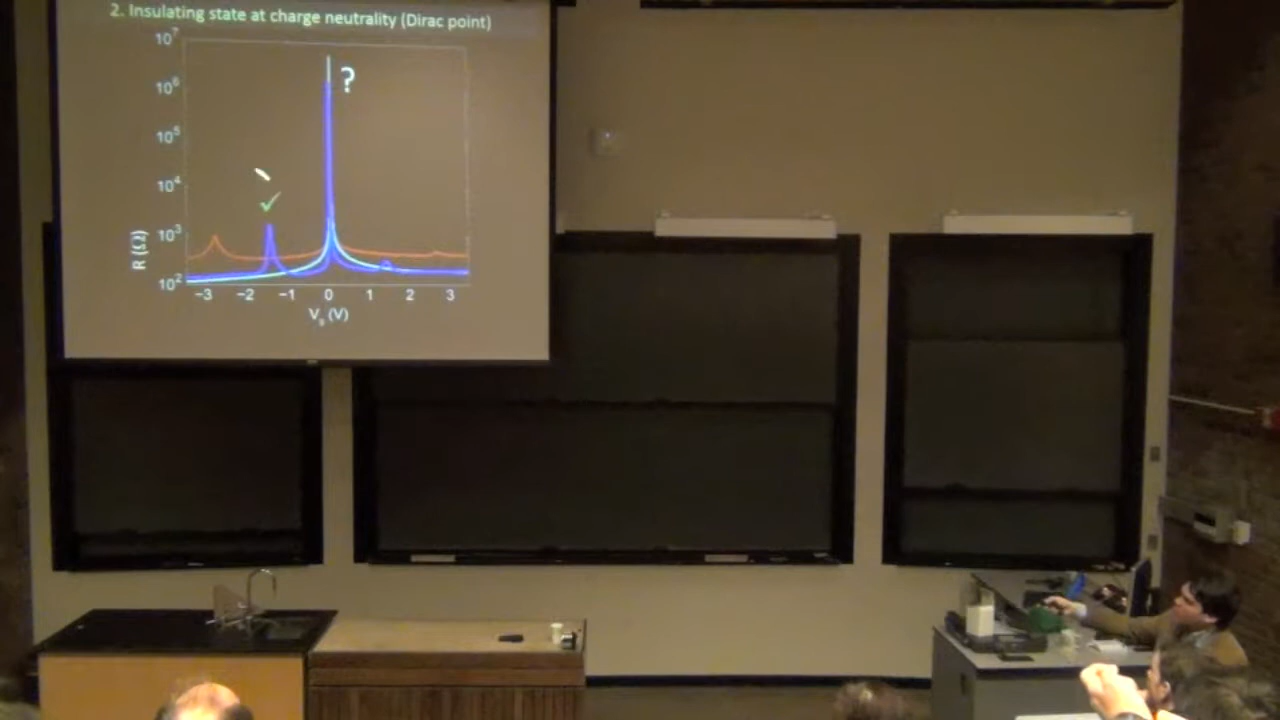 2. Insulating state at charge neutrality (Dirac point)
10⁷
?
10⁶
10⁵
10⁴
✓
10³
R (Ω)
10²
−3 −2 −1 0 1 2 3
V_g (V)